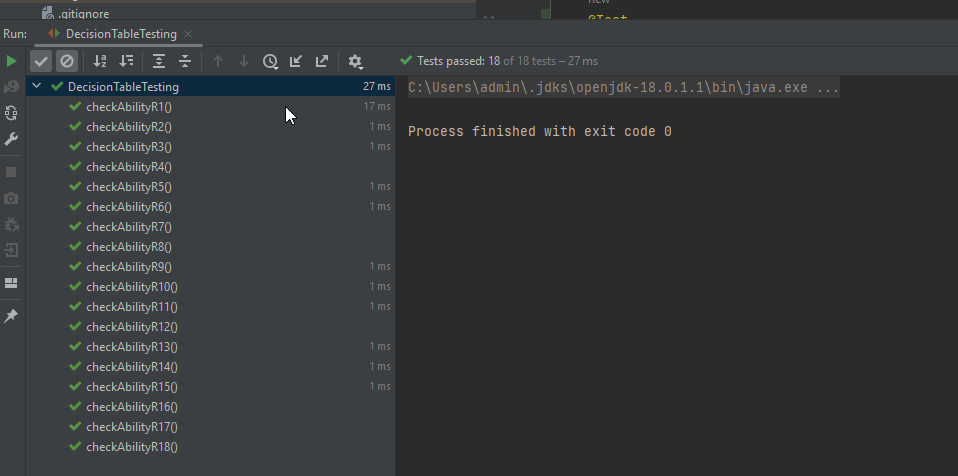 .gitignore
new
@Test
Run: DecisionTableTesting
Tests passed: 18 of 18 tests – 27 ms
DecisionTableTesting 27 ms
checkAbilityR1() 17 ms
checkAbilityR2() 1 ms
checkAbilityR3() 1 ms
checkAbilityR4()
checkAbilityR5() 1 ms
checkAbilityR6() 1 ms
checkAbilityR7()
checkAbilityR8()
checkAbilityR9() 1 ms
checkAbilityR10() 1 ms
checkAbilityR11() 1 ms
checkAbilityR12()
checkAbilityR13() 1 ms
checkAbilityR14() 1 ms
checkAbilityR15() 1 ms
checkAbilityR16()
checkAbilityR17()
checkAbilityR18()
C:\Users\admin\.jdks\openjdk-18.0.1.1\bin\java.exe ...
Process finished with exit code 0